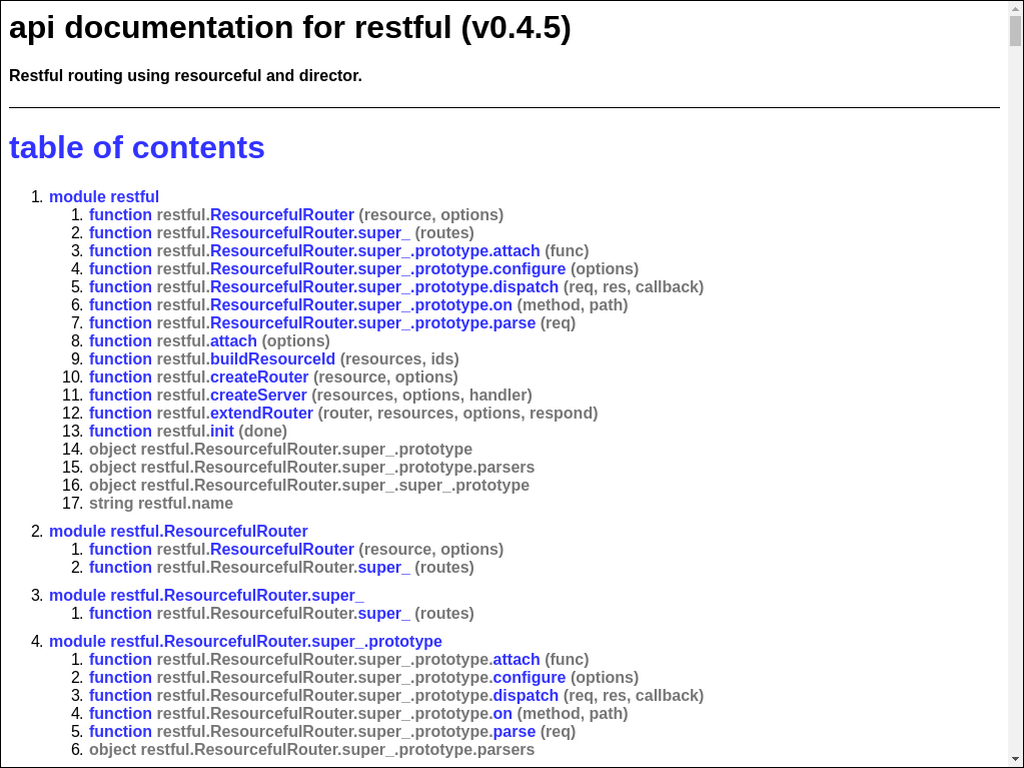 api documentation for restful (v0.4.5)
Restful routing using resourceful and director.
table of contents
1. module restful
1. function restful.ResourcefulRouter (resource, options)
2. function restful.ResourcefulRouter.super_ (routes)
3. function restful.ResourcefulRouter.super_.prototype.attach (func)
4. function restful.ResourcefulRouter.super_.prototype.configure (options)
5. function restful.ResourcefulRouter.super_.prototype.dispatch (req, res, callback)
6. function restful.ResourcefulRouter.super_.prototype.on (method, path)
7. function restful.ResourcefulRouter.super_.prototype.parse (req)
8. function restful.attach (options)
9. function restful.buildResourceId (resources, ids)
10. function restful.createRouter (resource, options)
11. function restful.createServer (resources, options, handler)
12. function restful.extendRouter (router, resources, options, respond)
13. function restful.init (done)
14. object restful.ResourcefulRouter.super_.prototype
15. object restful.ResourcefulRouter.super_.prototype.parsers
16. object restful.ResourcefulRouter.super_.super_.prototype
17. string restful.name
2. module restful.ResourcefulRouter
1. function restful.ResourcefulRouter (resource, options)
2. function restful.ResourcefulRouter.super_ (routes)
3. module restful.ResourcefulRouter.super_
1. function restful.ResourcefulRouter.super_ (routes)
4. module restful.ResourcefulRouter.super_.prototype
1. function restful.ResourcefulRouter.super_.prototype.attach (func)
2. function restful.ResourcefulRouter.super_.prototype.configure (options)
3. function restful.ResourcefulRouter.super_.prototype.dispatch (req, res, callback)
4. function restful.ResourcefulRouter.super_.prototype.on (method, path)
5. function restful.ResourcefulRouter.super_.prototype.parse (req)
6. object restful.ResourcefulRouter.super_.prototype.parsers